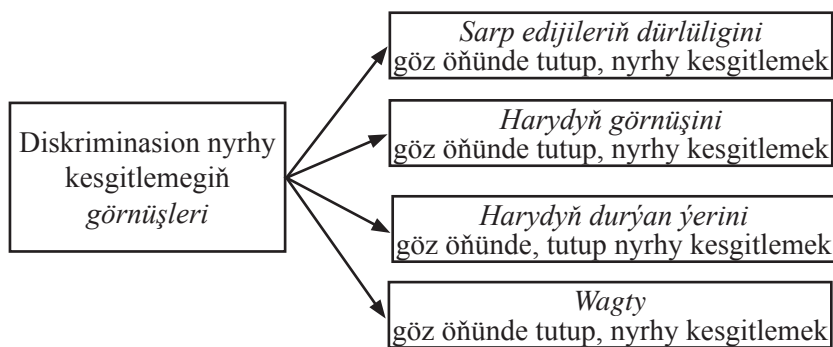 Diskriminasion nyrhy
kesgitlemegiň
görnüşleri
Sarp edijileriň dürlüligini
göz öňünde tutup, nyrhy kesgitlemek
Harydyň görnüşini
göz öňünde tutup, nyrhy kesgitlemek
Harydyň durýan ýerini
göz öňünde, tutup nyrhy kesgitlemek
Wagty
göz öňünde tutup, nyrhy kesgitlemek